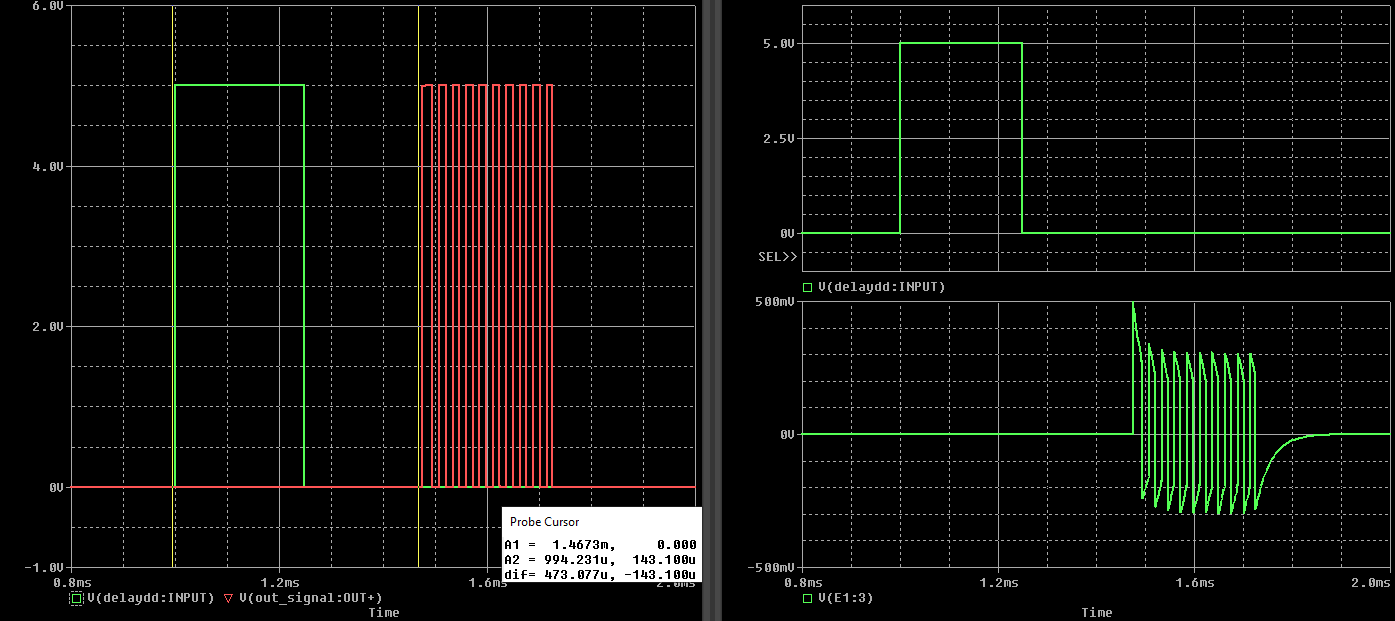 6.0V
4.0V
2.0V
0V
-1.0V
0.8ms 1.2ms 1.6ms 2.0ms
V(delaydd:INPUT) V(out_signal:OUT+)
Time
Probe Cursor
A1 = 1.4673m, 0.000
A2 = 994.231u, 143.100u
dif= 473.077u, -143.100u
5.0V
2.5V
0V
SEL>>
V(delaydd:INPUT)
500mV
0V
-500mV
0.8ms 1.2ms 1.6ms 2.0ms
V(E1:3)
Time